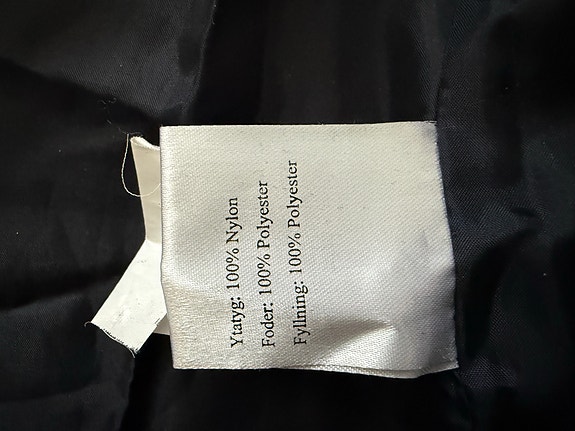 Ytatyg: 100% Nylon
Foder: 100% Polyester
Fyllning: 100% Polyester